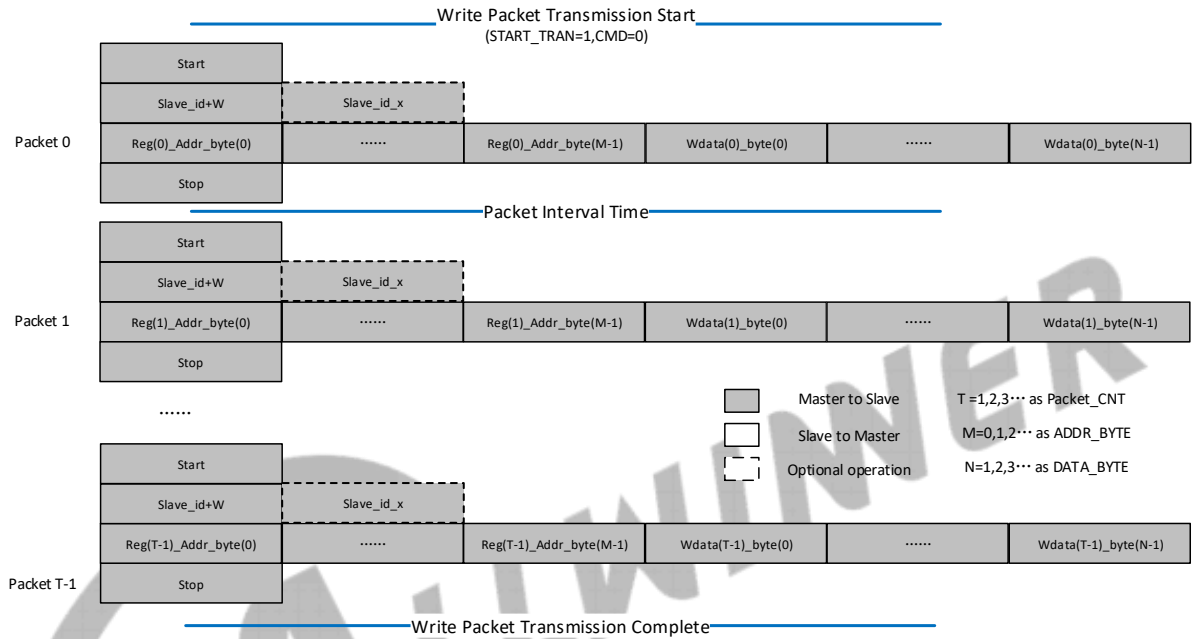 Write Packet Transmission Start
(START_TRAN=1,CMD=0)
Start
Slave_id+W Slave_id_x
Packet 0
Reg(0)_Addr_byte(0) ······ Reg(0)_Addr_byte(M-1) Wdata(0)_byte(0) ······ Wdata(0)_byte(N-1)
Stop
Packet Interval Time
Start
Slave_id+W Slave_id_x
Packet 1
Reg(1)_Addr_byte(0) ······ Reg(1)_Addr_byte(M-1) Wdata(1)_byte(0) ······ Wdata(1)_byte(N-1)
Stop
······
Master to Slave T =1,2,3··· as Packet_CNT
Slave to Master M=0,1,2··· as ADDR_BYTE
Optional operation N=1,2,3··· as DATA_BYTE
Start
Slave_id+W Slave_id_x
Reg(T-1)_Addr_byte(0) ······ Reg(T-1)_Addr_byte(M-1) Wdata(T-1)_byte(0) ······ Wdata(T-1)_byte(N-1)
Packet T-1
Stop
Write Packet Transmission Complete